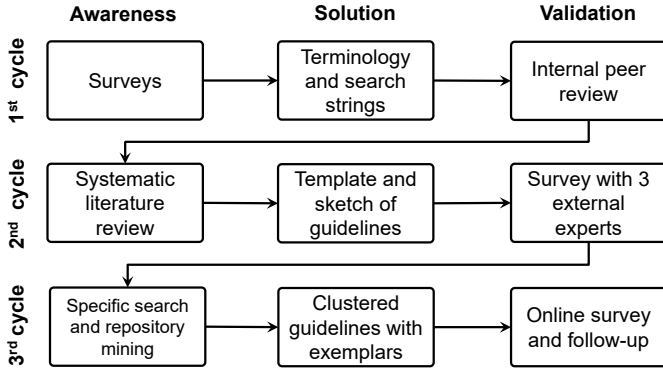 Awareness
Solution
Validation
1st cycle
Surveys
Terminology
and search
strings
Internal peer
review
2nd cycle
Systematic
literature
review
Template and
sketch of
guidelines
Survey with 3
external
experts
3rd cycle
Specific search
and repository
mining
Clustered
guidelines with
exemplars
Online survey
and follow-up